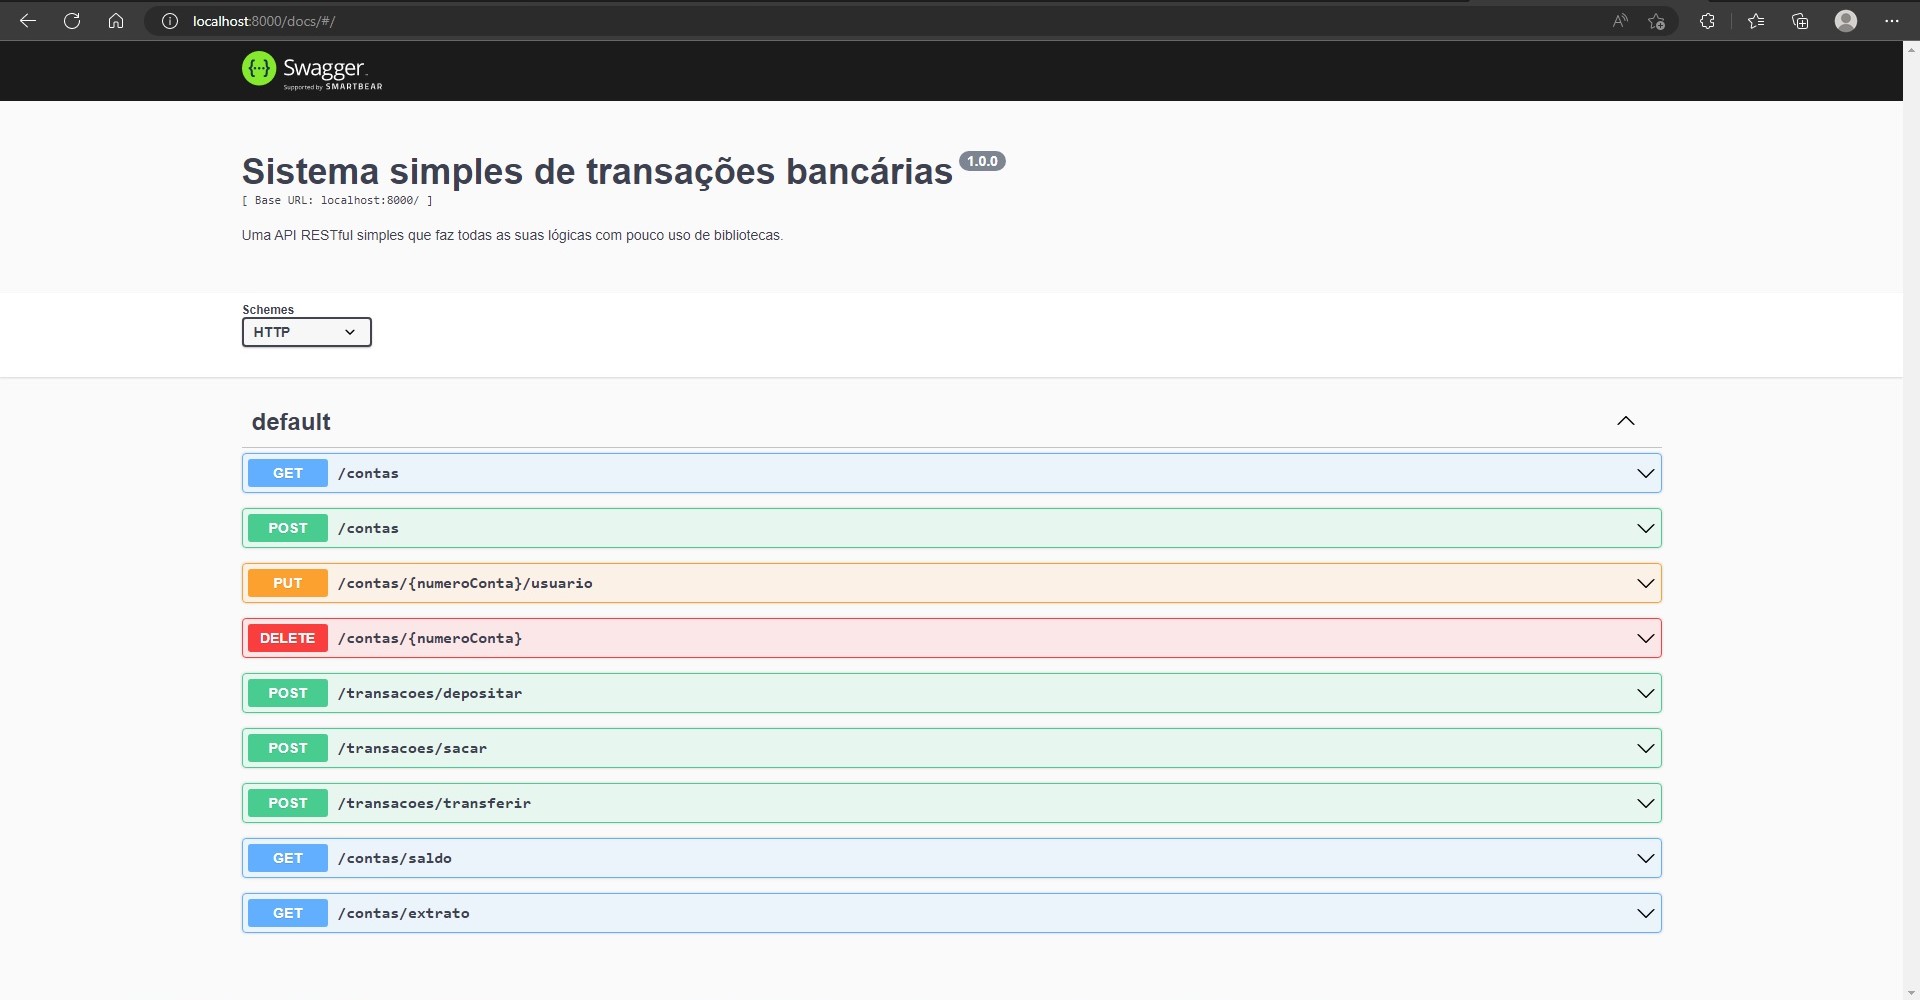 localhost:8000/docs/#/
Swagger
Supported by SMARTBEAR
Sistema simples de transações bancárias 1.0.0
[ Base URL: localhost:8000/ ]
Uma API RESTful simples que faz todas as suas lógicas com pouco uso de bibliotecas.
Schemes
HTTP
default
GET /contas
POST /contas
PUT /contas/{numeroConta}/usuario
DELETE /contas/{numeroConta}
POST /transacoes/depositar
POST /transacoes/sacar
POST /transacoes/transferir
GET /contas/saldo
GET /contas/extrato